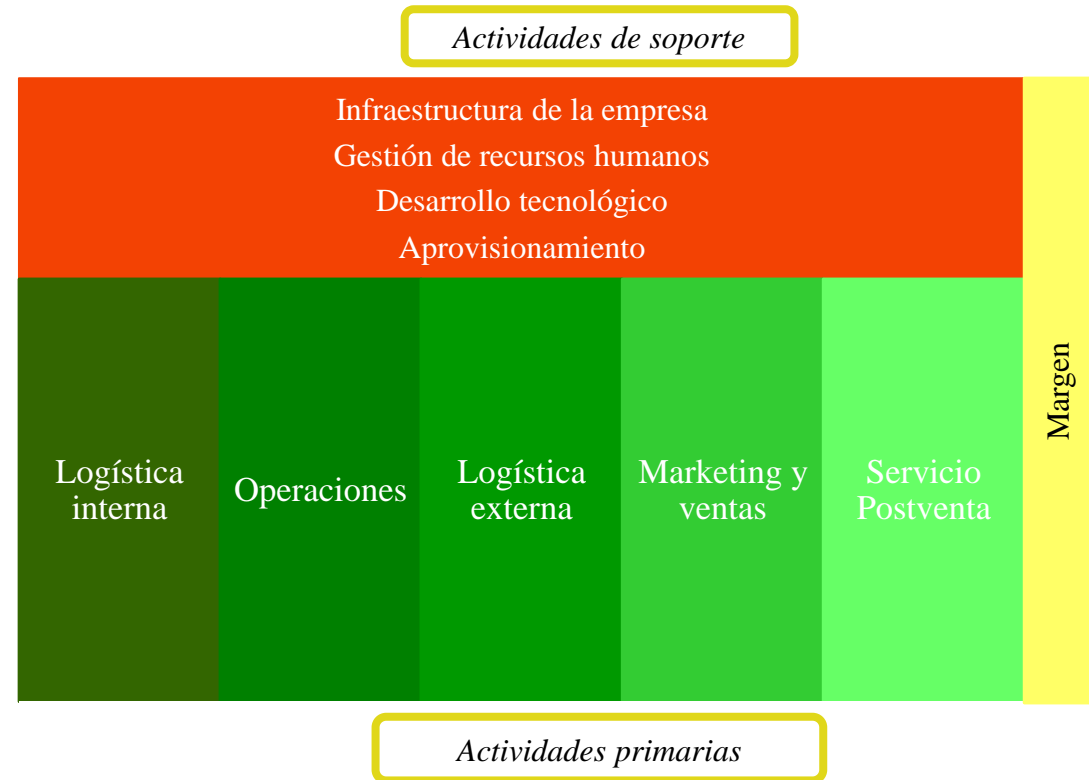 Actividades de soporte
Infraestructura de la empresa
Gestión de recursos humanos
Desarrollo tecnológico
Aprovisionamiento
Logística
interna
Operaciones
Logística
externa
Marketing y
ventas
Servicio
Postventa
Margen
Actividades primarias